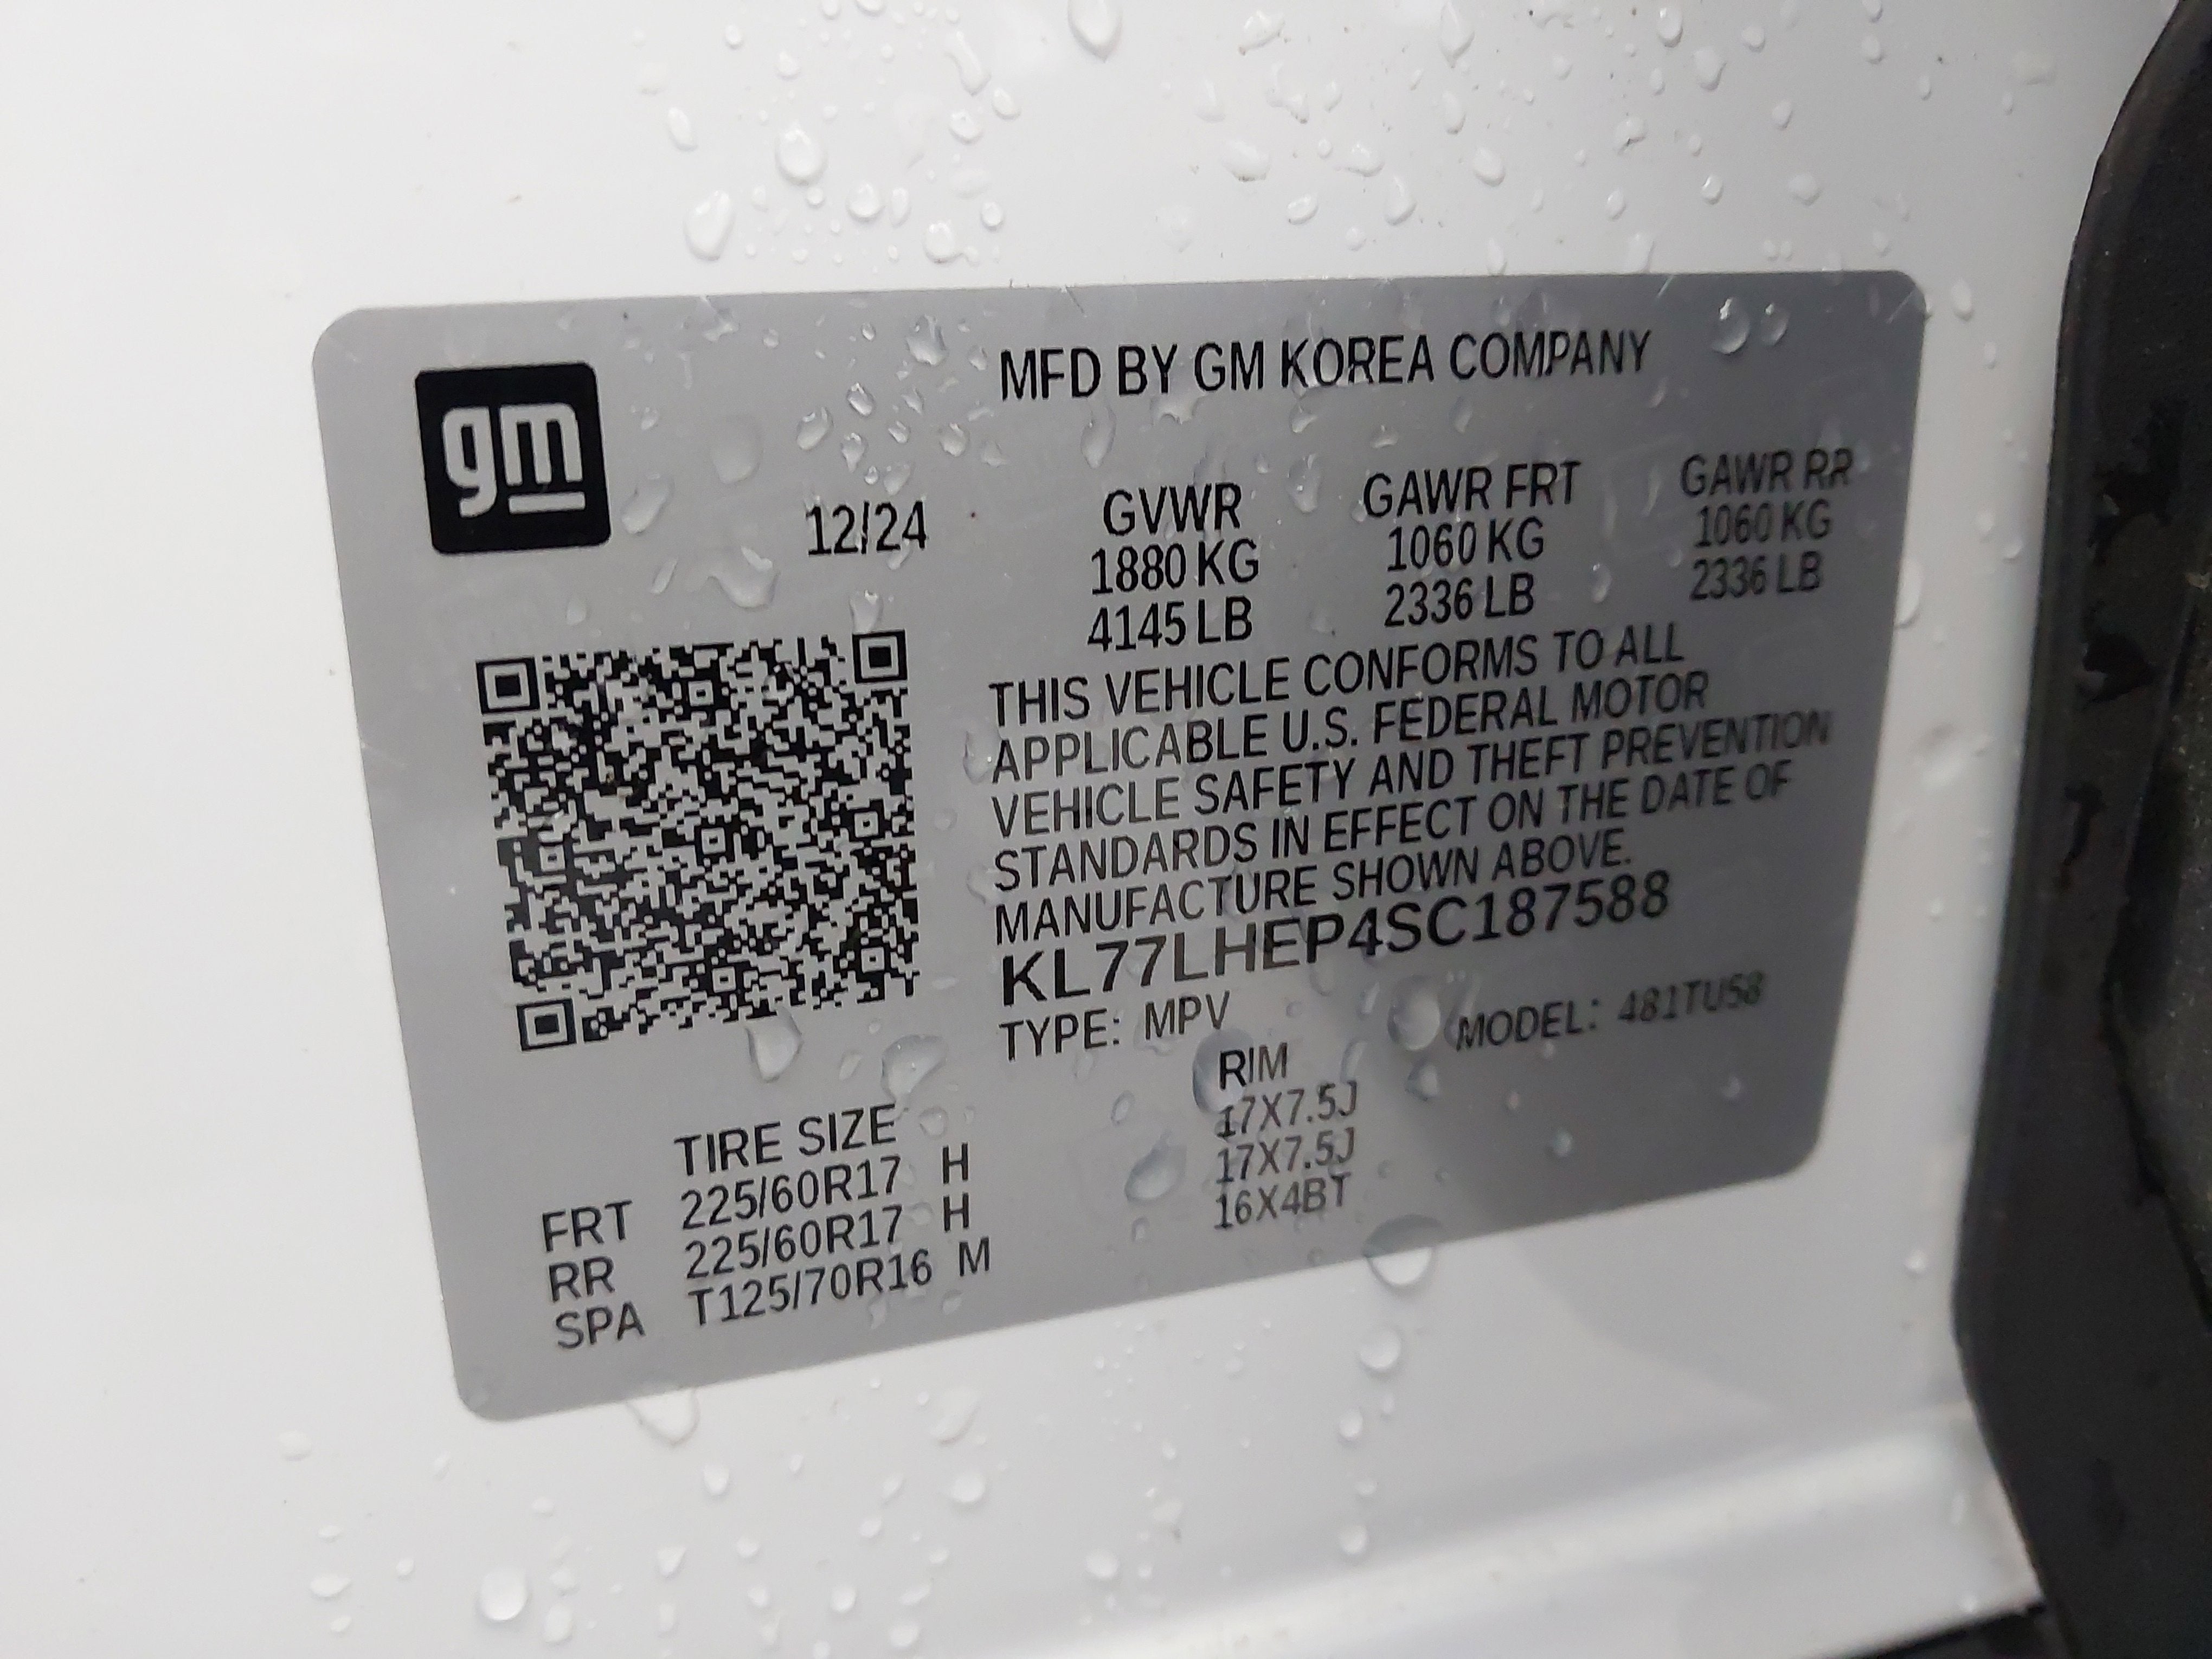 gm
MFD BY GM KOREA COMPANY
12/24
GVWR GAWR FRT GAWR RR
1880 KG 1060 KG 1060 KG
4145 LB 2336 LB 2336 LB
THIS VEHICLE CONFORMS TO ALL
APPLICABLE U.S. FEDERAL MOTOR
VEHICLE SAFETY AND THEFT PREVENTION
STANDARDS IN EFFECT ON THE DATE OF
MANUFACTURE SHOWN ABOVE.
KL77LHEP4SC187588
TYPE: MPV MODEL: 481TU58
TIRE SIZE RIM
FRT 225/60R17 H 17X7.5J
RR 225/60R17 H 17X7.5J
SPA T125/70R16 M 16X4BT